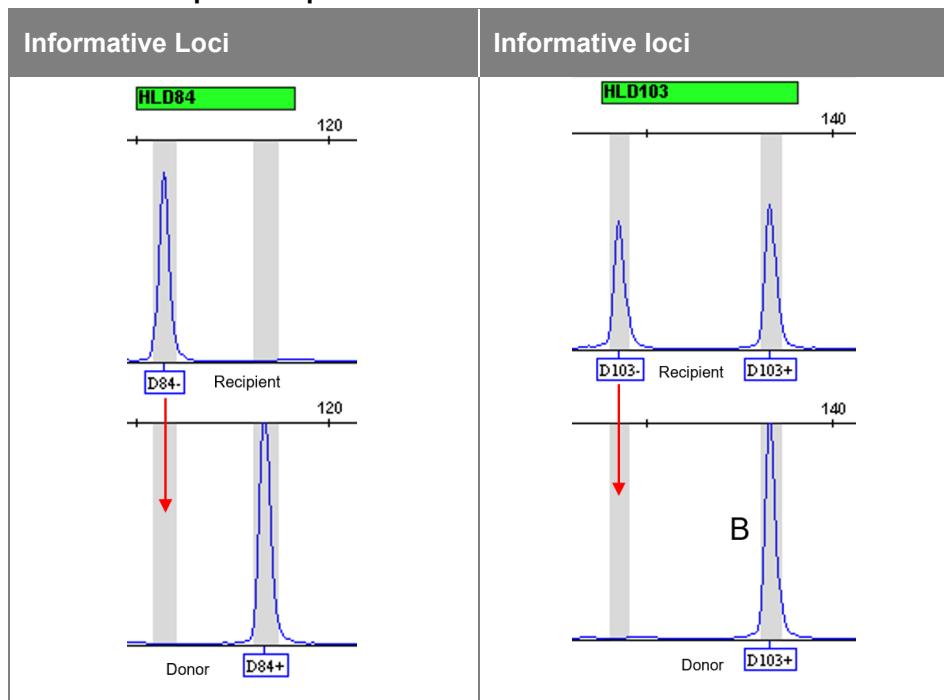 Informative Loci
Informative loci
HLD84
120
D84-
Recipient
120
Donor
D84+
HLD103
140
D103-
Recipient
D103+
140
B
Donor
D103+